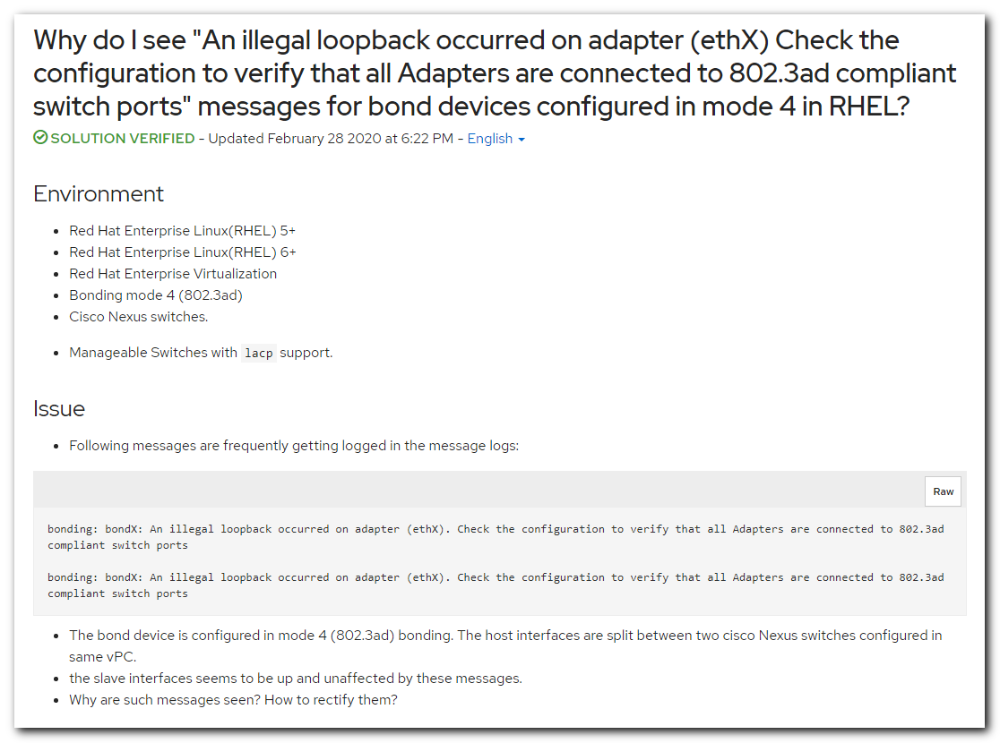 Why do I see "An illegal loopback occurred on adapter (ethX) Check the
configuration to verify that all Adapters are connected to 802.3ad compliant
switch ports" messages for bond devices configured in mode 4 in RHEL?
SOLUTION VERIFIED - Updated February 28 2020 at 6:22 PM - English
Environment
• Red Hat Enterprise Linux(RHEL) 5+
• Red Hat Enterprise Linux(RHEL) 6+
• Red Hat Enterprise Virtualization
• Bonding mode 4 (802.3ad)
• Cisco Nexus switches.
• Manageable Switches with lacp support.
Issue
• Following messages are frequently getting logged in the message logs:
Raw
bonding: bondX: An illegal loopback occurred on adapter (ethX). Check the configuration to verify that all Adapters are connected to 802.3ad
compliant switch ports
bonding: bondX: An illegal loopback occurred on adapter (ethX). Check the configuration to verify that all Adapters are connected to 802.3ad
compliant switch ports
• The bond device is configured in mode 4 (802.3ad) bonding. The host interfaces are split between two cisco Nexus switches configured in
same vPC.
• the slave interfaces seems to be up and unaffected by these messages.
• Why are such messages seen? How to rectify them?